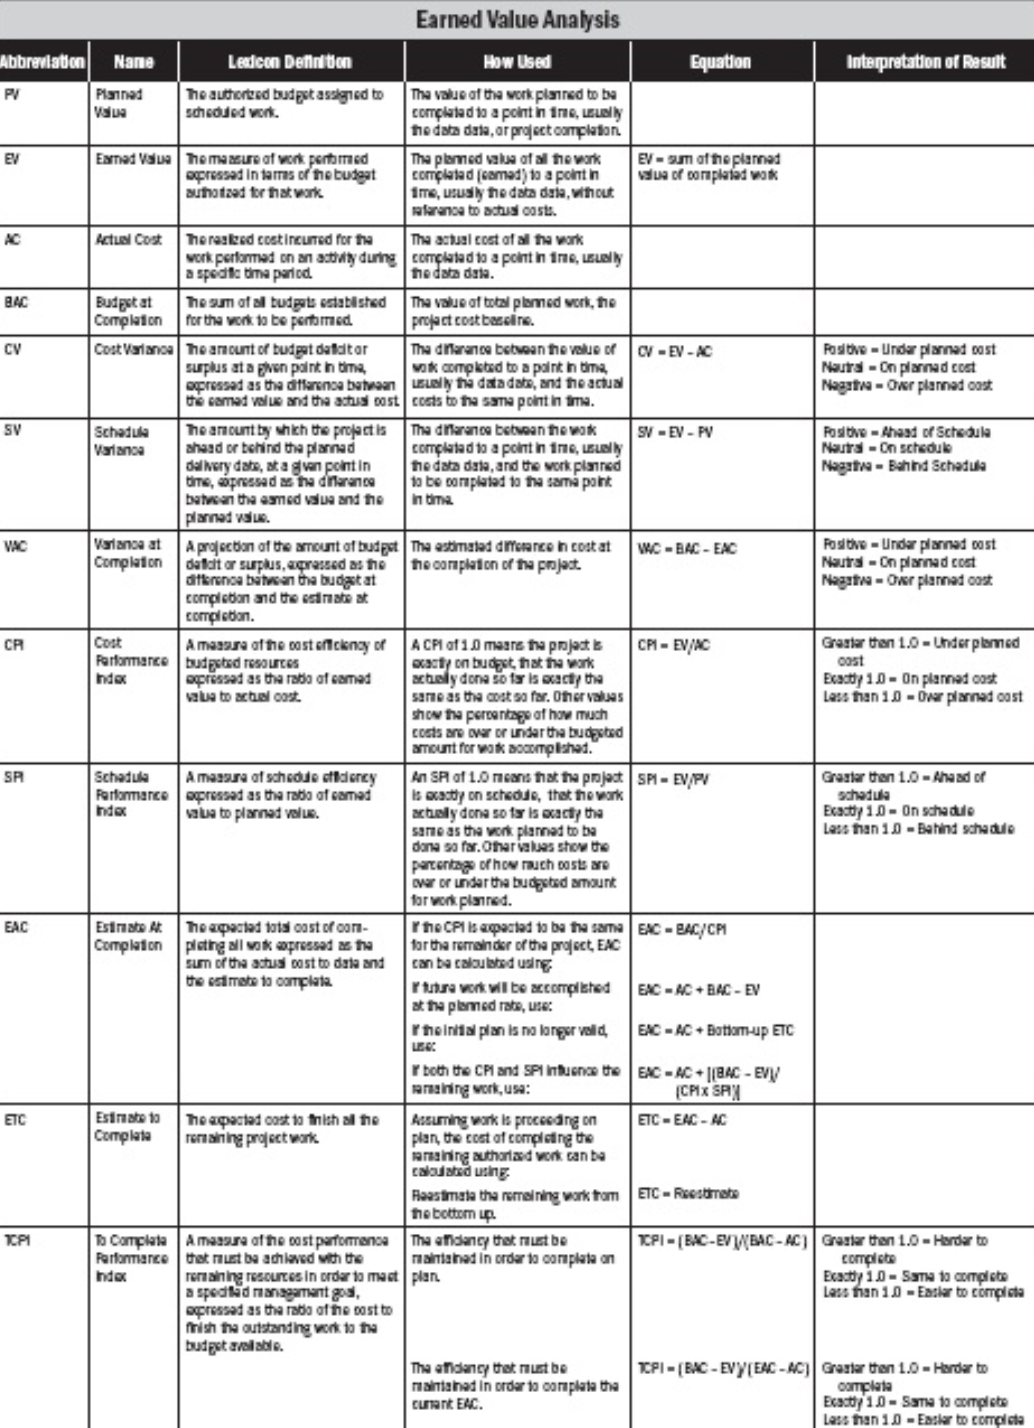 Earned Value Analysis
Abbreviation Name Lexicon Definition How Used Equation Interpretation of Result
PV
Planned
Value
The authorized budget assigned to
scheduled work.
The value of the work planned to be
completed to a point in time, usually
the data date, or project completion.
EV
Earned Value
The measure of work performed
expressed in terms of the budget
authorized for that work.
The planned value of all the work
completed (earned) to a point in
time, usually the data date, without
reference to actual costs.
EV = sum of the planned
value of completed work
AC
Actual Cost
The realized cost incurred for the
work performed on an activity during
a specific time period.
The actual cost of all the work
completed to a point in time, usually
the data date.
BAC
Budget at
Completion
The sum of all budgets established
for the work to be performed.
The value of total planned work, the
project cost baseline.
CV
Cost Variance
The amount of budget deficit or
surplus at a given point in time,
expressed as the difference between
the earned value and the actual cost.
The difference between the value of
work completed to a point in time,
usually the data date, and the actual
costs to the same point in time.
CV = EV – AC
Positive = Under planned cost
Neutral = On planned cost
Negative = Over planned cost
SV
Schedule
Variance
The amount by which the project is
ahead or behind the planned
delivery date, at a given point in
time, expressed as the difference
between the earned value and the
planned value.
The difference between the work
completed to a point in time, usually
the data date, and the work planned
to be completed to the same point
in time.
SV = EV – PV
Positive = Ahead of Schedule
Neutral = On schedule
Negative = Behind Schedule
VAC
Variance at
Completion
A projection of the amount of budget
deficit or surplus, expressed as the
difference between the budget at
completion and the estimate at
completion.
The estimated difference in cost at
the completion of the project.
VAC = BAC – EAC
Positive = Under planned cost
Neutral = On planned cost
Negative = Over planned cost
CPI
Cost
Performance
Index
A measure of the cost efficiency of
budgeted resources
expressed as the ratio of earned
value to actual cost.
A CPI of 1.0 means the project is
exactly on budget, that the work
actually done so far is exactly the
same as the cost so far. Other values
show the percentage of how much
costs are over or under the budgeted
amount for work accomplished.
CPI = EV/AC
Greater than 1.0 = Under planned
cost
Exactly 1.0 = On planned cost
Less than 1.0 = Over planned cost
SPI
Schedule
Performance
Index
A measure of schedule efficiency
expressed as the ratio of earned
value to planned value.
An SPI of 1.0 means that the project
is exactly on schedule, that the work
actually done so far is exactly the
same as the work planned to be
done so far. Other values show the
percentage of how much costs are
over or under the budgeted amount
for work planned.
SPI = EV/PV
Greater than 1.0 = Ahead of
schedule
Exactly 1.0 = On schedule
Less than 1.0 = Behind schedule
EAC
Estimate At
Completion
The expected total cost of com-
pleting all work expressed as the
sum of the actual cost to date and
the estimate to complete.
If the CPI is expected to be the same
for the remainder of the project, EAC
can be calculated using:
EAC = BAC/CPI
If future work will be accomplished
at the planned rate, use:
EAC = AC + BAC – EV
If the initial plan is no longer valid,
use:
EAC = AC + Bottom-up ETC
If both the CPI and SPI influence the
remaining work, use:
EAC = AC + [(BAC – EV)/
(CPI x SPI)]
ETC
Estimate to
Complete
The expected cost to finish all the
remaining project work.
Assuming work is proceeding on
plan, the cost of completing the
remaining authorized work can be
calculated using:
ETC = EAC – AC
Reestimate the remaining work from
the bottom up.
ETC = Reestimate
TCPI
To Complete
Performance
Index
A measure of the cost performance
that must be achieved with the
remaining resources in order to meet
a specified management goal,
expressed as the ratio of the cost to
finish the outstanding work to the
budget available.
The efficiency that must be
maintained in order to complete on
plan.
TCPI = (BAC–EV)/(BAC – AC)
Greater than 1.0 = Harder to
complete
Exactly 1.0 = Same to complete
Less than 1.0 = Easier to complete
The efficiency that must be
maintained in order to complete the
current EAC.
TCPI = (BAC – EV)/(EAC – AC)
Greater than 1.0 = Harder to
complete
Exactly 1.0 = Same to complete
Less than 1.0 = Easier to complete